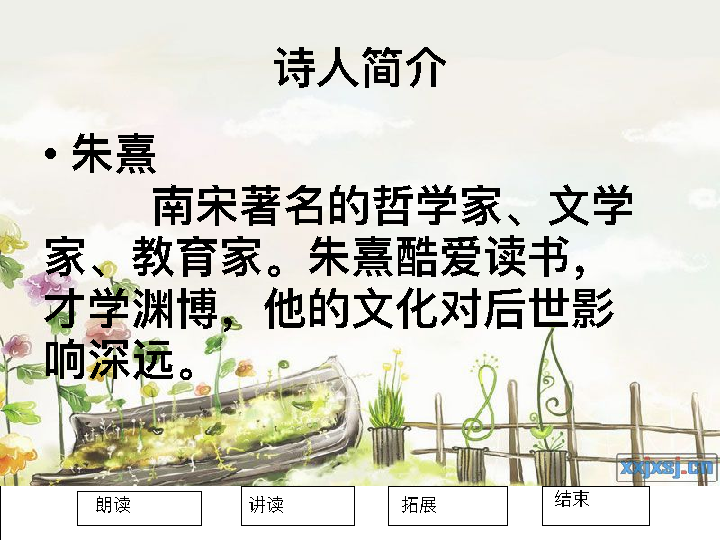 诗人简介
• 朱熹
南宋著名的哲学家、文学
家、教育家。朱熹酷爱读书，
才学渊博，他的文化对后世影
响深远。
xxjxsj.cn
朗读
讲读
拓展
结束